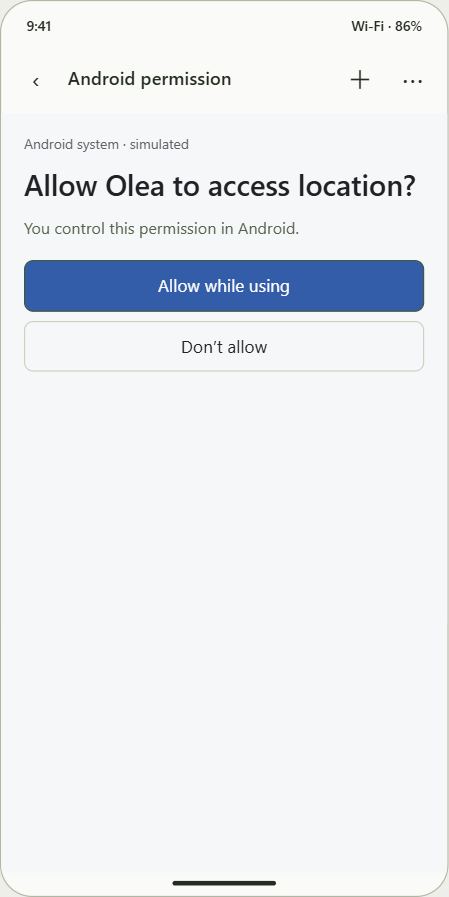 9:41
Wi-Fi · 86%
Android permission
Android system · simulated
Allow Olea to access location?
You control this permission in Android.
Allow while using
Don’t allow